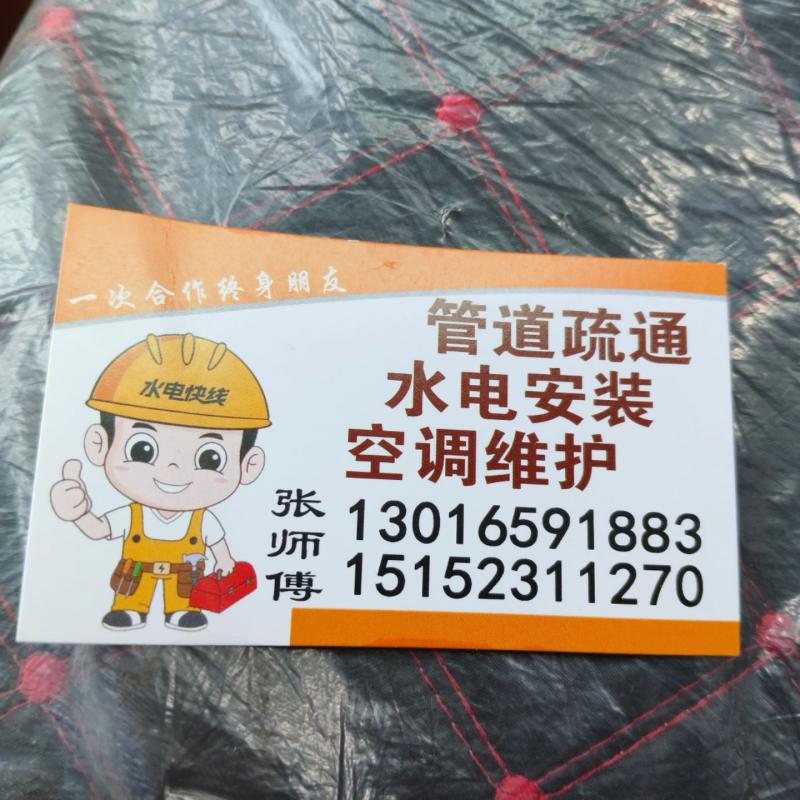 一次合作终身朋友
管道疏通
水电安装
空调维护
水电快线
张师傅
13016591883
15152311270